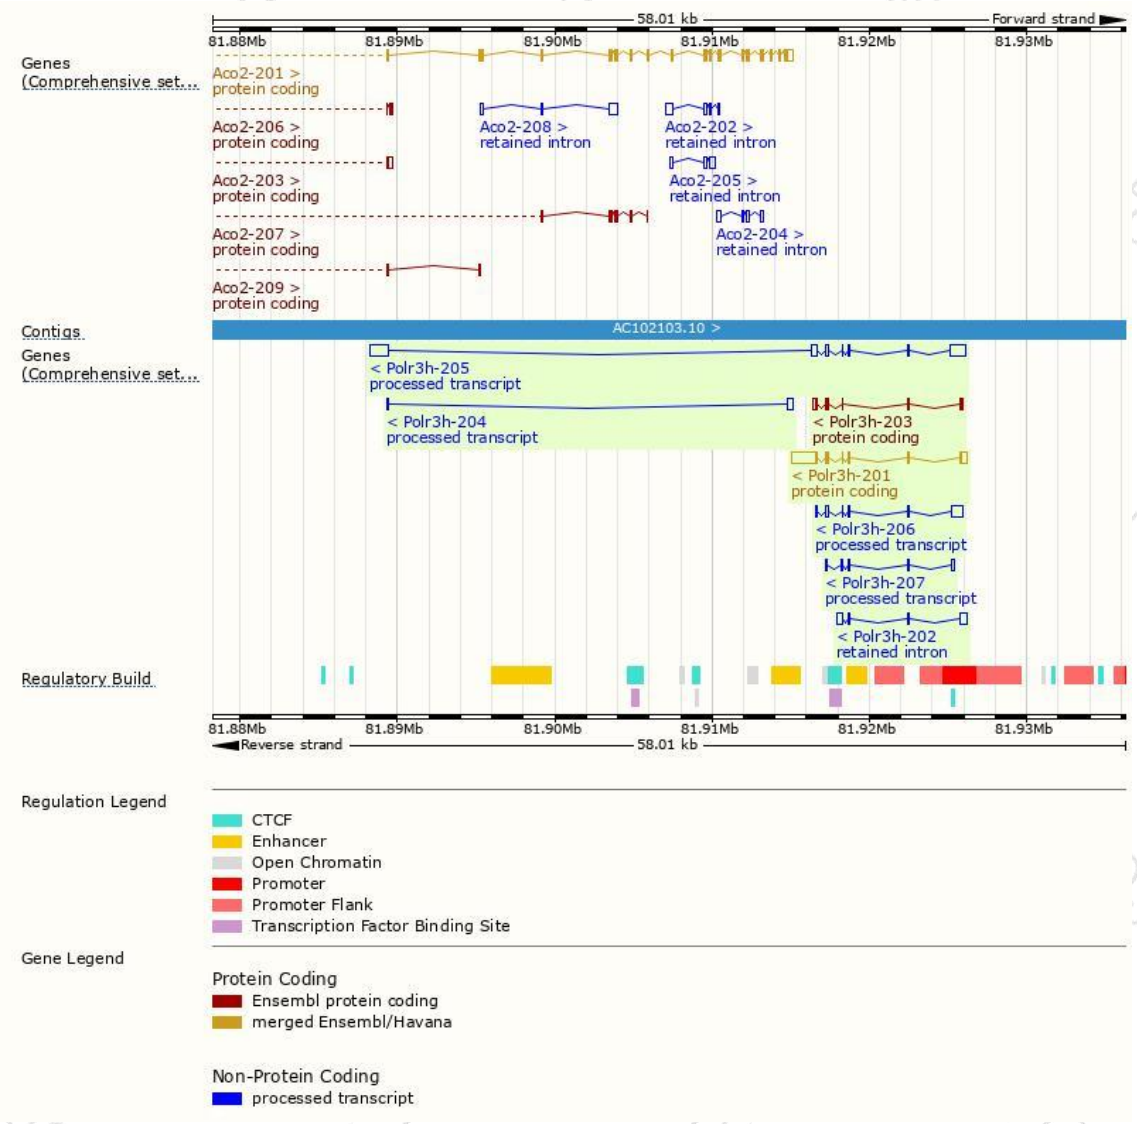 58.01 kb
Forward strand
81.88Mb 81.89Mb 81.90Mb 81.91Mb 81.92Mb 81.93Mb
Genes
(Comprehensive set...
Aco2-201 >
protein coding
Aco2-206 >
protein coding
Aco2-208 >
retained intron
Aco2-202 >
retained intron
Aco2-203 >
protein coding
Aco2-205 >
retained intron
Aco2-207 >
protein coding
Aco2-204 >
retained intron
Aco2-209 >
protein coding
Contigs
AC102103.10 >
Genes
(Comprehensive set...
< Polr3h-205
processed transcript
< Polr3h-204
processed transcript
< Polr3h-203
protein coding
< Polr3h-201
protein coding
< Polr3h-206
processed transcript
< Polr3h-207
processed transcript
< Polr3h-202
retained intron
Regulatory Build
81.88Mb 81.89Mb 81.90Mb 81.91Mb 81.92Mb 81.93Mb
Reverse strand
58.01 kb
Regulation Legend
CTCF
Enhancer
Open Chromatin
Promoter
Promoter Flank
Transcription Factor Binding Site
Gene Legend
Protein Coding
Ensembl protein coding
merged Ensembl/Havana
Non-Protein Coding
processed transcript